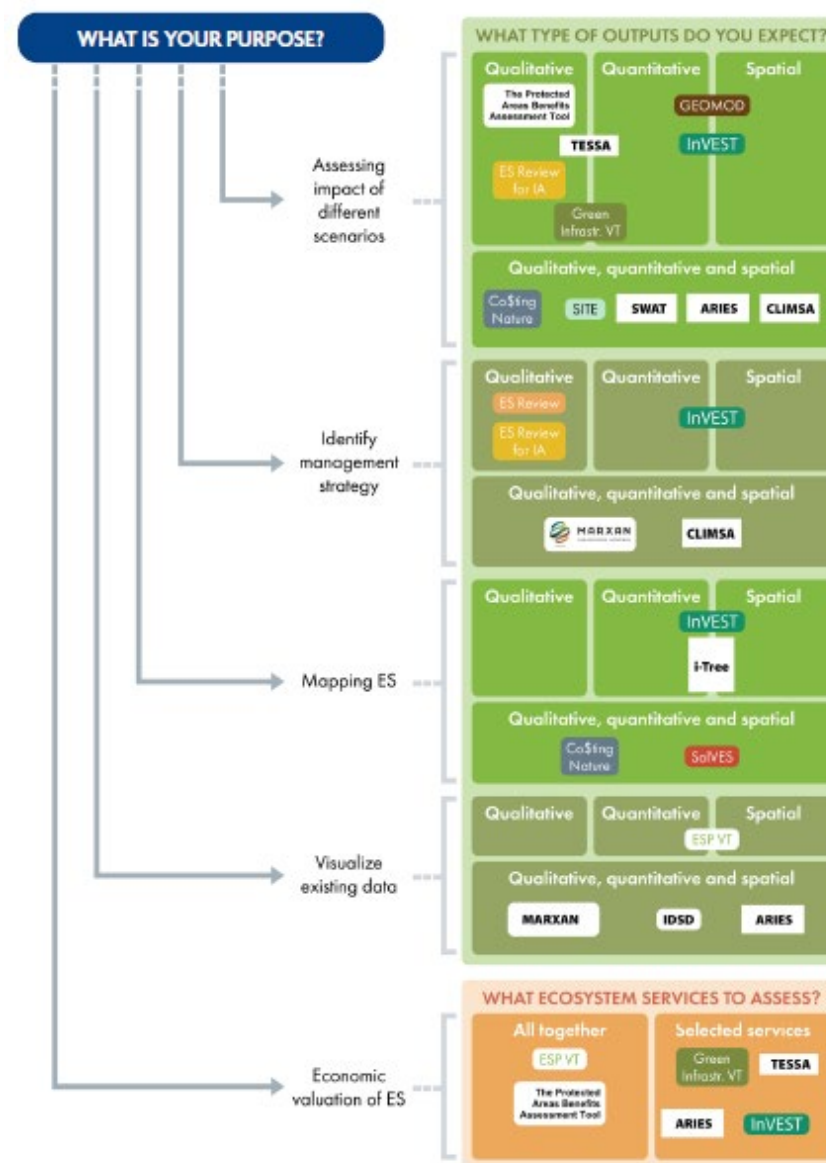 WHAT IS YOUR PURPOSE?
WHAT TYPE OF OUTPUTS DO YOU EXPECT?
Assessing
impact of
different
scenarios
Qualitative
Quantitative
Spatial
The Protected
Areas Benefits
Assessment Tool
GEOMOD
TESSA
InVEST
ES Review
for IA
Green
Infrastr. VT
Qualitative, quantitative and spatial
Co$ting
Nature
SITE
SWAT
ARIES
CLIMSA
Identify
management
strategy
Qualitative
Quantitative
Spatial
ES Review
InVEST
ES Review
for IA
Qualitative, quantitative and spatial
MARXAN
CLIMSA
Mapping ES
Qualitative
Quantitative
Spatial
InVEST
i-Tree
Qualitative, quantitative and spatial
Co$ting
Nature
SolVES
Visualize
existing data
Qualitative
Quantitative
Spatial
ESP VT
Qualitative, quantitative and spatial
MARXAN
IDSD
ARIES
WHAT ECOSYSTEM SERVICES TO ASSESS?
Economic
valuation of ES
All together
ESP VT
The Protected
Areas Benefits
Assessment Tool
Selected services
Green
Infrastr. VT
TESSA
ARIES
InVEST